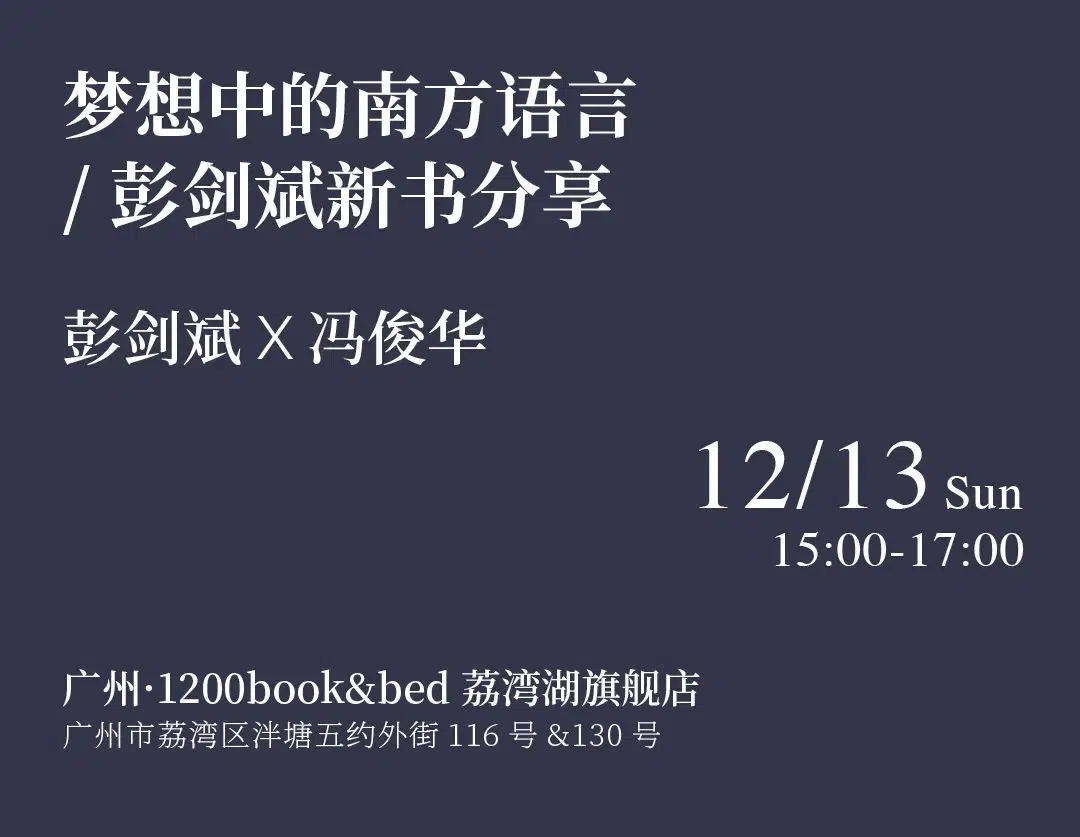 梦想中的南方语言
/ 彭剑斌新书分享
彭剑斌 X 冯俊华
12/13 Sun
15:00-17:00
广州·1200book&bed 荔湾湖旗舰店
广州市荔湾区泮塘五约外街 116 号 &130 号